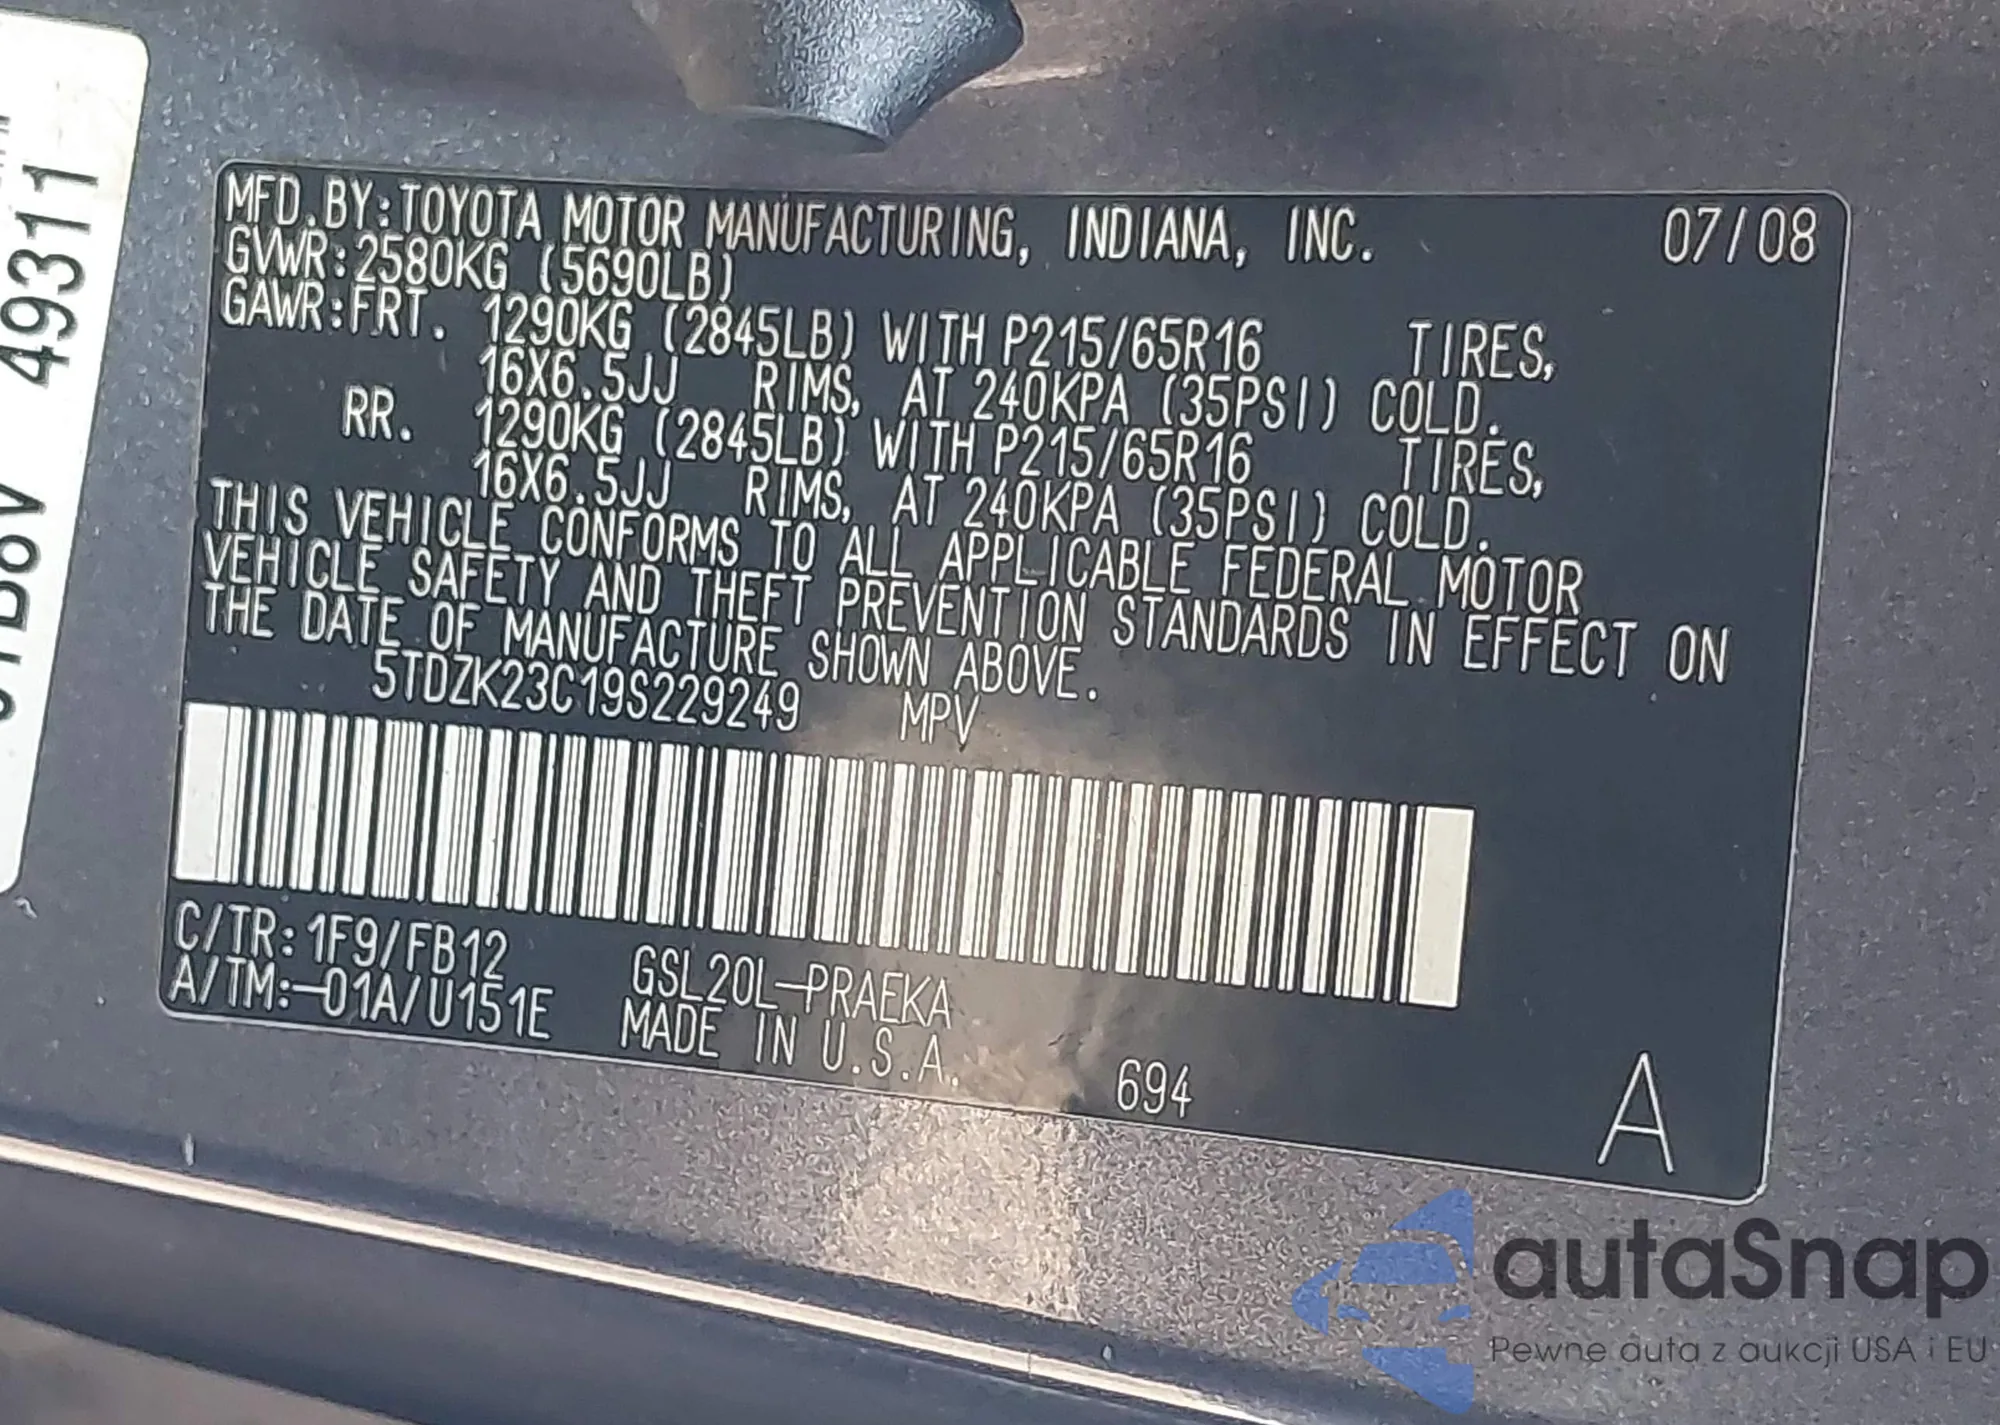 MFD.BY:TOYOTA MOTOR MANUFACTURING, INDIANA, INC. 07/08
GVWR:2580KG (5690LB)
GAWR:FRT. 1290KG (2845LB) WITH P215/65R16 TIRES,
16X6.5JJ RIMS, AT 240KPA (35PSI) COLD.
RR. 1290KG (2845LB) WITH P215/65R16 TIRES,
16X6.5JJ RIMS, AT 240KPA (35PSI) COLD.
THIS VEHICLE CONFORMS TO ALL APPLICABLE FEDERAL MOTOR
VEHICLE SAFETY AND THEFT PREVENTION STANDARDS IN EFFECT ON
THE DATE OF MANUFACTURE SHOWN ABOVE.
5TDZK23C19S229249 MPV
C/TR:1F9/FB12 GSL20L-PRAEKA
A/TM:-01A/U151E MADE IN U.S.A. 694 A
49311
autaSnap
Pewne auta z aukcji USA i EU